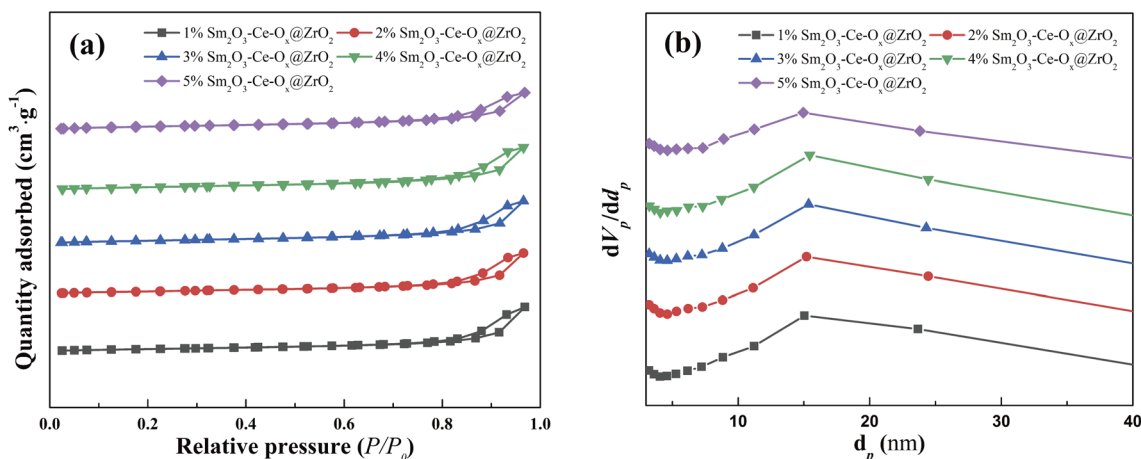 (a)
1% Sm₂O₃-Ce-Oₓ@ZrO₂ 2% Sm₂O₃-Ce-Oₓ@ZrO₂
3% Sm₂O₃-Ce-Oₓ@ZrO₂ 4% Sm₂O₃-Ce-Oₓ@ZrO₂
5% Sm₂O₃-Ce-Oₓ@ZrO₂
Quantity adsorbed (cm³·g⁻¹)
0.0 0.2 0.4 0.6 0.8 1.0
Relative pressure (P/P₀)
(b)
1% Sm₂O₃-Ce-Oₓ@ZrO₂ 2% Sm₂O₃-Ce-Oₓ@ZrO₂
3% Sm₂O₃-Ce-Oₓ@ZrO₂ 4% Sm₂O₃-Ce-Oₓ@ZrO₂
5% Sm₂O₃-Ce-Oₓ@ZrO₂
dVₚ/ddₚ
10 20 30 40
dₚ (nm)